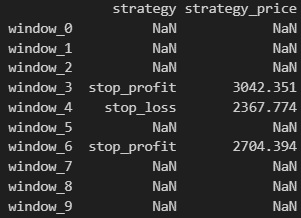 strategy strategy_price
window_0 NaN NaN
window_1 NaN NaN
window_2 NaN NaN
window_3 stop_profit 3042.351
window_4 stop_loss 2367.774
window_5 NaN NaN
window_6 stop_profit 2704.394
window_7 NaN NaN
window_8 NaN NaN
window_9 NaN NaN